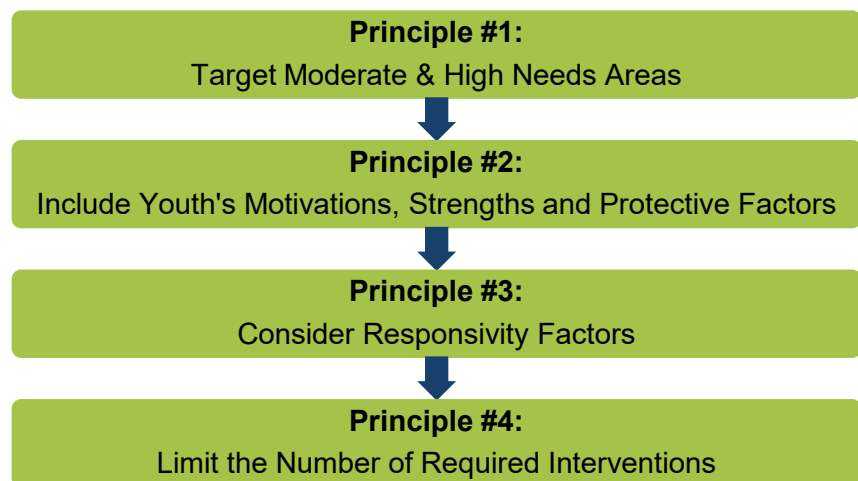 Principle #1:
Target Moderate & High Needs Areas
Principle #2:
Include Youth's Motivations, Strengths and Protective Factors
Principle #3:
Consider Responsivity Factors
Principle #4:
Limit the Number of Required Interventions